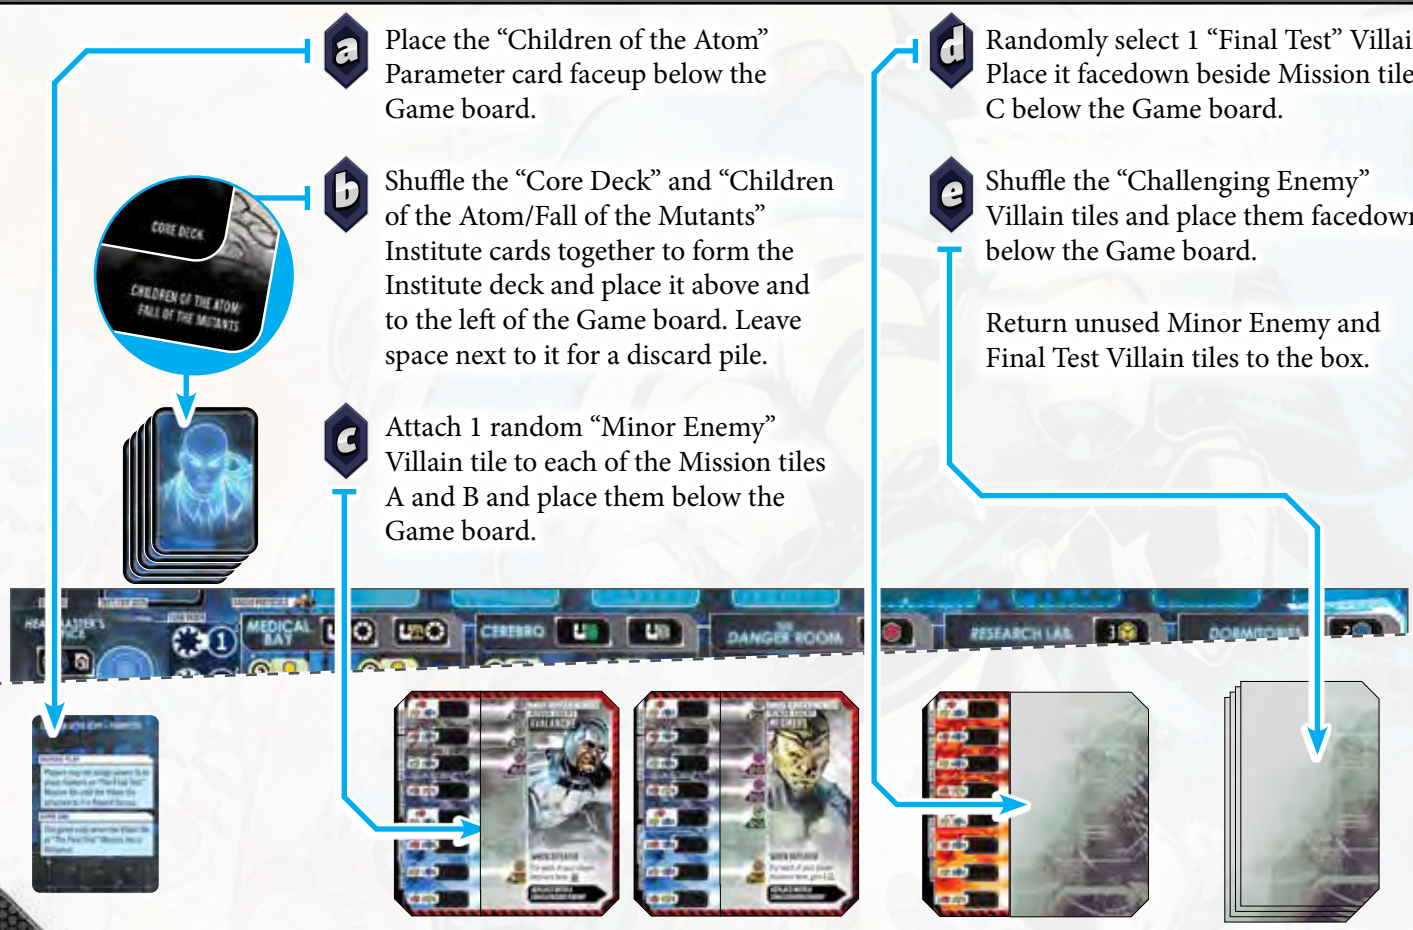 a
Place the “Children of the Atom”
Parameter card faceup below the
Game board.
b
Shuffle the “Core Deck” and “Children
of the Atom/Fall of the Mutants”
Institute cards together to form the
Institute deck and place it above and
to the left of the Game board. Leave
space next to it for a discard pile.
CORE DECK
CHILDREN OF THE ATOM
FALL OF THE MUTANTS
c
Attach 1 random “Minor Enemy”
Villain tile to each of the Mission tiles
A and B and place them below the
Game board.
d
Randomly select 1 “Final Test” Villai
Place it facedown beside Mission tile
C below the Game board.
e
Shuffle the “Challenging Enemy”
Villain tiles and place them facedown
below the Game board.
Return unused Minor Enemy and
Final Test Villain tiles to the box.
1
MEDICAL
BAY
CEREBRO
DANGER ROOM
RESEARCH LAB
3
DORMITORIES
AVALANCHE
WHEN DEFEATED
WHEN DEFEATED